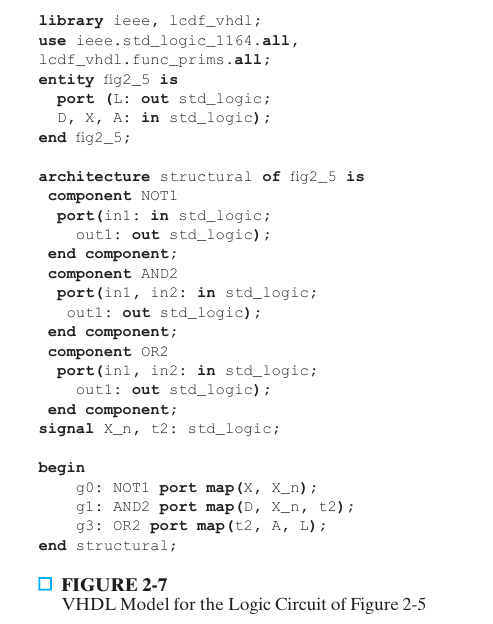 library ieee, lcdf_vhdl;
use ieee.std_logic_1164.all,
lcdf_vhdl.func_prims.all;
entity fig2_5 is
port (L: out std_logic;
D, X, A: in std_logic);
end fig2_5;
architecture structural of fig2_5 is
component NOT1
port(in1: in std_logic;
out1: out std_logic);
end component;
component AND2
port(in1, in2: in std_logic;
out1: out std_logic);
end component;
component OR2
port(in1, in2: in std_logic;
out1: out std_logic);
end component;
signal X_n, t2: std_logic;
begin
g0: NOT1 port map(X, X_n);
g1: AND2 port map(D, X_n, t2);
g3: OR2 port map(t2, A, L);
end structural;
FIGURE 2-7
VHDL Model for the Logic Circuit of Figure 2-5